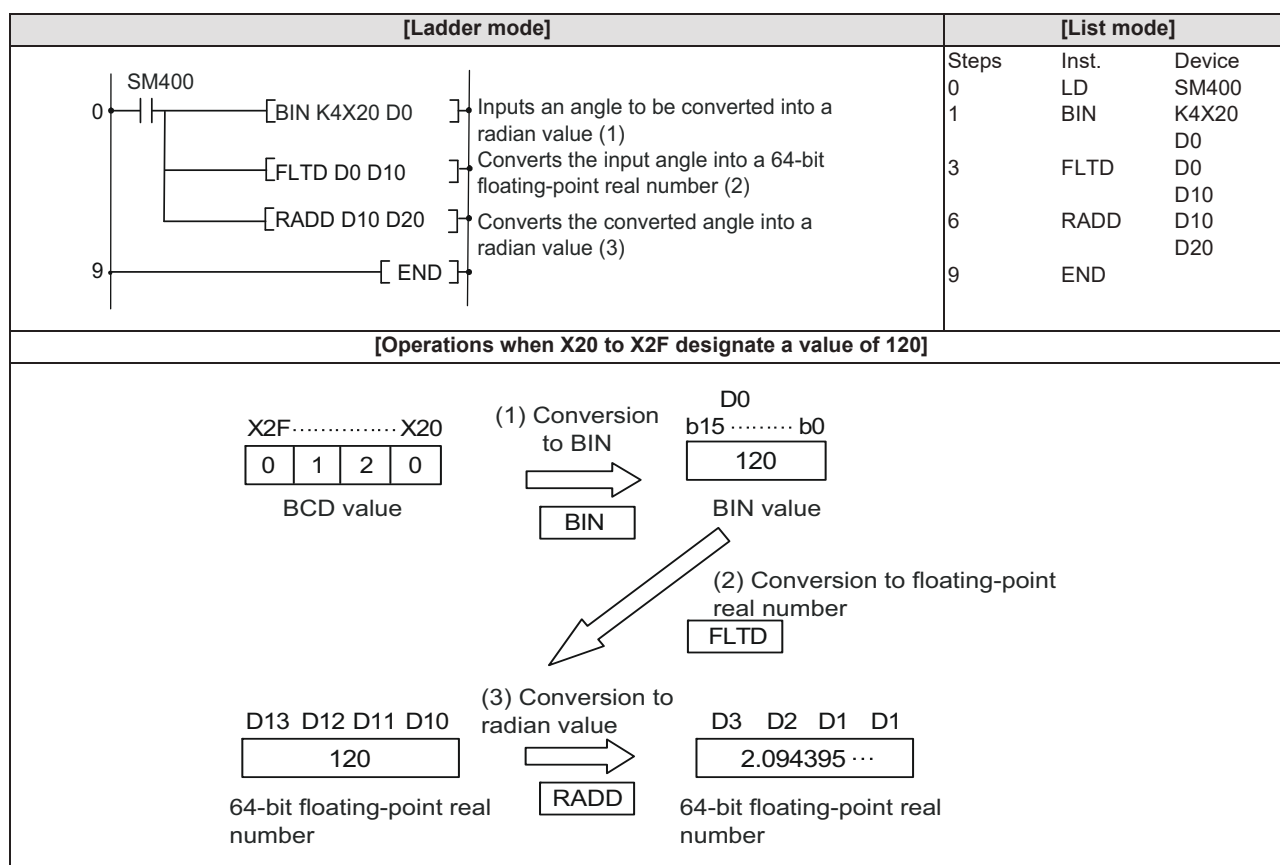 [Ladder mode] [List mode]
SM400
0
[BIN K4X20 D0 ]
Inputs an angle to be converted into a
radian value (1)
[FLTD D0 D10 ]
Converts the input angle into a 64-bit
floating-point real number (2)
[RADD D10 D20 ]
Converts the converted angle into a
radian value (3)
9
[ END ]
Steps Inst. Device
0 LD SM400
1 BIN K4X20
D0
3 FLTD D0
D10
6 RADD D10
D20
9 END
[Operations when X20 to X2F designate a value of 120]
X2F··············· X20
0 1 2 0
BCD value
(1) Conversion
to BIN
BIN
D0
b15 ········· b0
120
BIN value
(2) Conversion to floating-point
real number
FLTD
D13 D12 D11 D10
120
64-bit floating-point real
number
(3) Conversion to
radian value
RADD
D3 D2 D1 D1
2.094395 ···
64-bit floating-point real
number